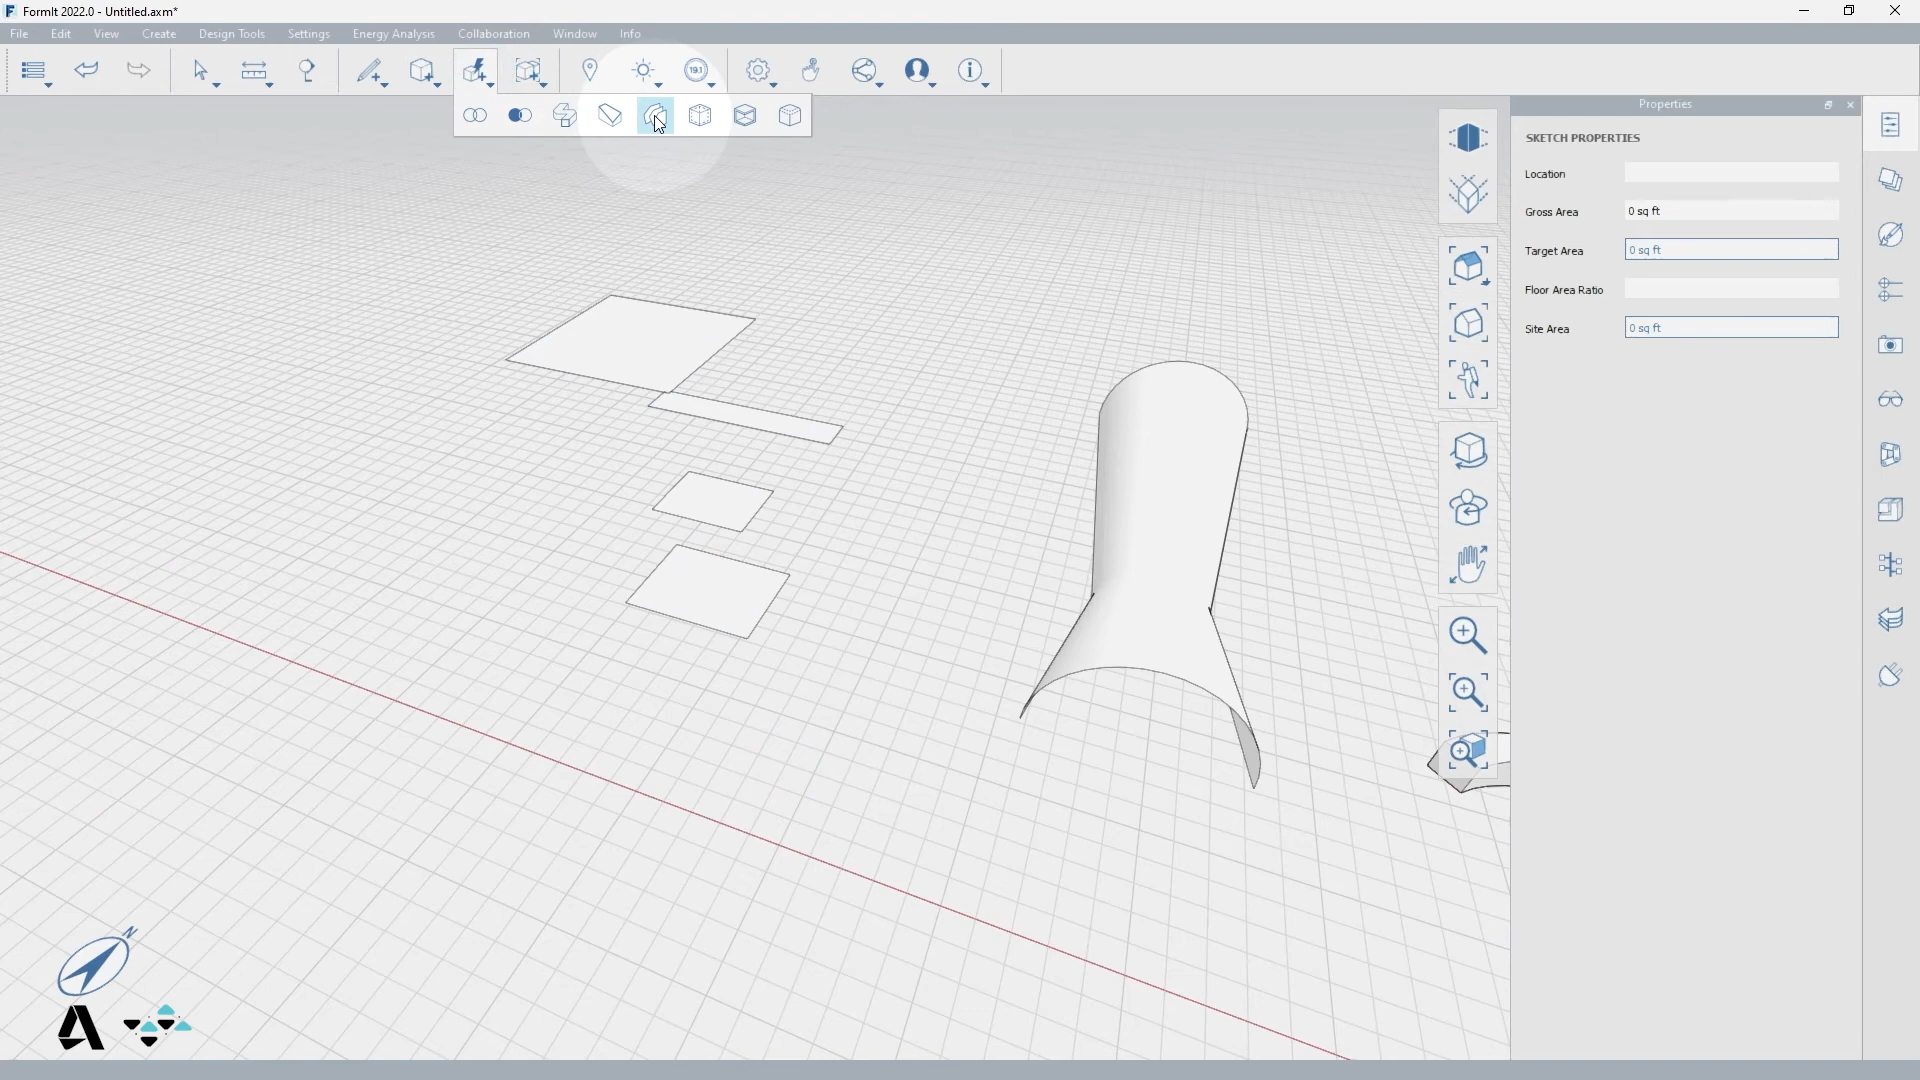 FormIt 2022.0 - Untitled.axm*
File Edit View Create Design Tools Settings Energy Analysis Collaboration Window Info
19.1
Properties
SKETCH PROPERTIES
Location
Gross Area 0 sq ft
Target Area 0 sq ft
Floor Area Ratio
Site Area 0 sq ft
N